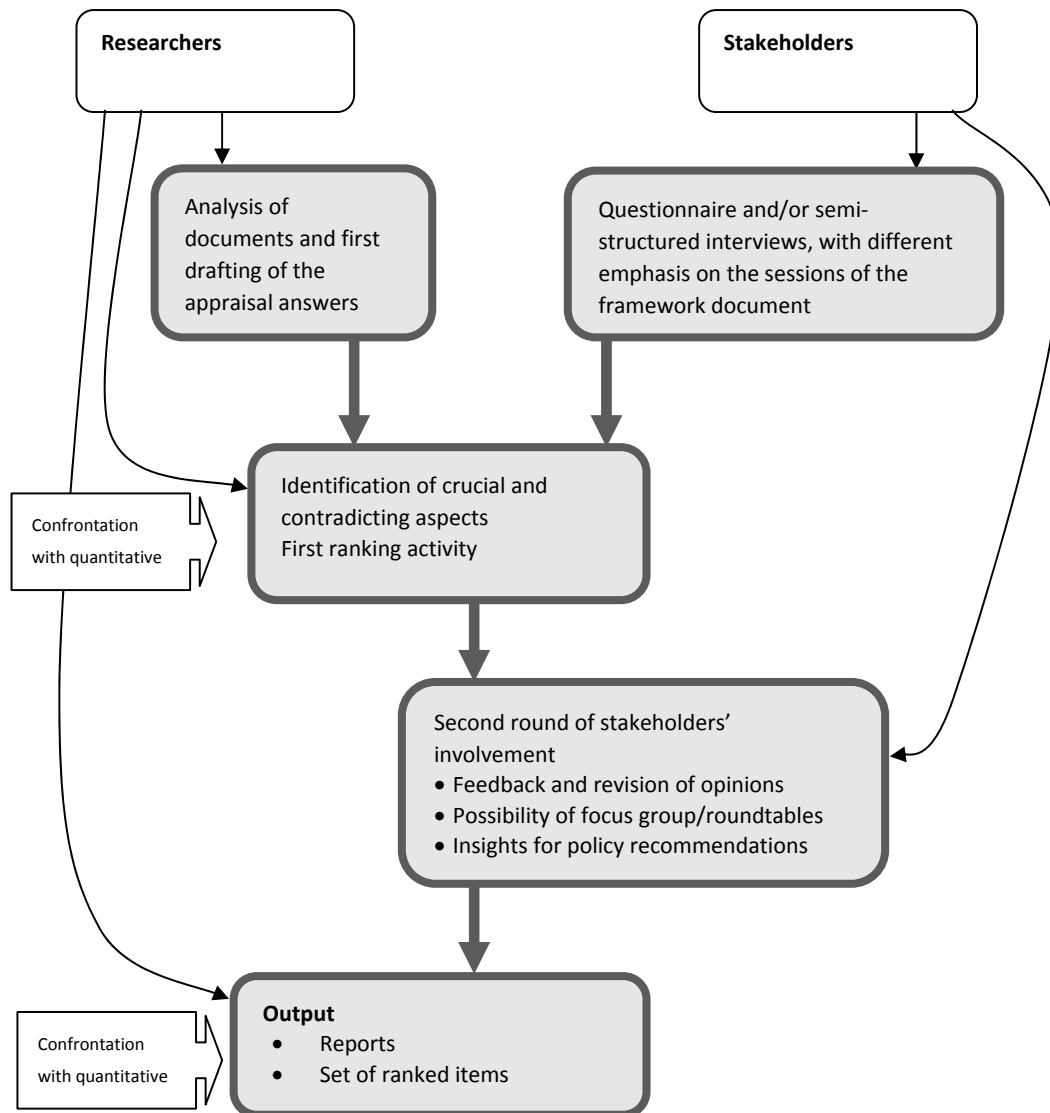 Researchers
Stakeholders
Analysis of
documents and first
drafting of the
appraisal answers
Questionnaire and/or semi-
structured interviews, with different
emphasis on the sessions of the
framework document
Identification of crucial and
contradicting aspects
First ranking activity
Confrontation
with quantitative
Second round of stakeholders’
involvement
• Feedback and revision of opinions
• Possibility of focus group/roundtables
• Insights for policy recommendations
Output
• Reports
• Set of ranked items
Confrontation
with quantitative